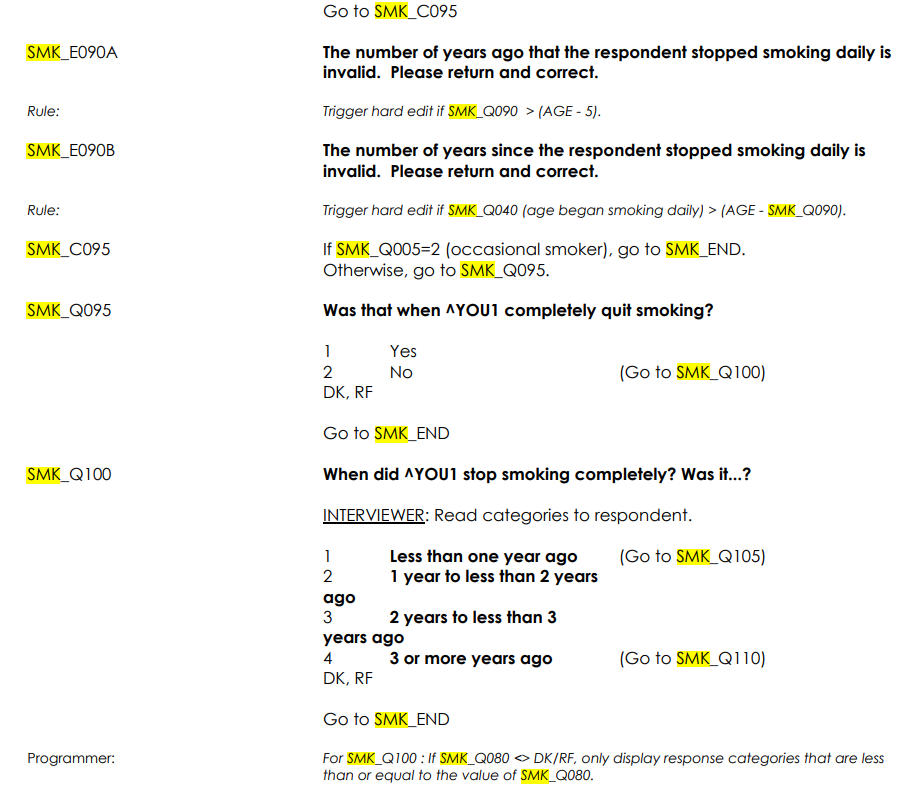 Go to SMK_C095
SMK_E090A The number of years ago that the respondent stopped smoking daily is
invalid. Please return and correct.
Rule: Trigger hard edit if SMK_Q090 > (AGE - 5).
SMK_E090B The number of years since the respondent stopped smoking daily is
invalid. Please return and correct.
Rule: Trigger hard edit if SMK_Q040 (age began smoking daily) > (AGE - SMK_Q090).
SMK_C095 If SMK_Q005=2 (occasional smoker), go to SMK_END.
Otherwise, go to SMK_Q095.
SMK_Q095 Was that when ^YOU1 completely quit smoking?
1 Yes
2 No (Go to SMK_Q100)
DK, RF
Go to SMK_END
SMK_Q100 When did ^YOU1 stop smoking completely? Was it...?
INTERVIEWER: Read categories to respondent.
1 Less than one year ago (Go to SMK_Q105)
2 1 year to less than 2 years
ago
3 2 years to less than 3
years ago
4 3 or more years ago (Go to SMK_Q110)
DK, RF
Go to SMK_END
Programmer: For SMK_Q100 : If SMK_Q080 <> DK/RF, only display response categories that are less
than or equal to the value of SMK_Q080.